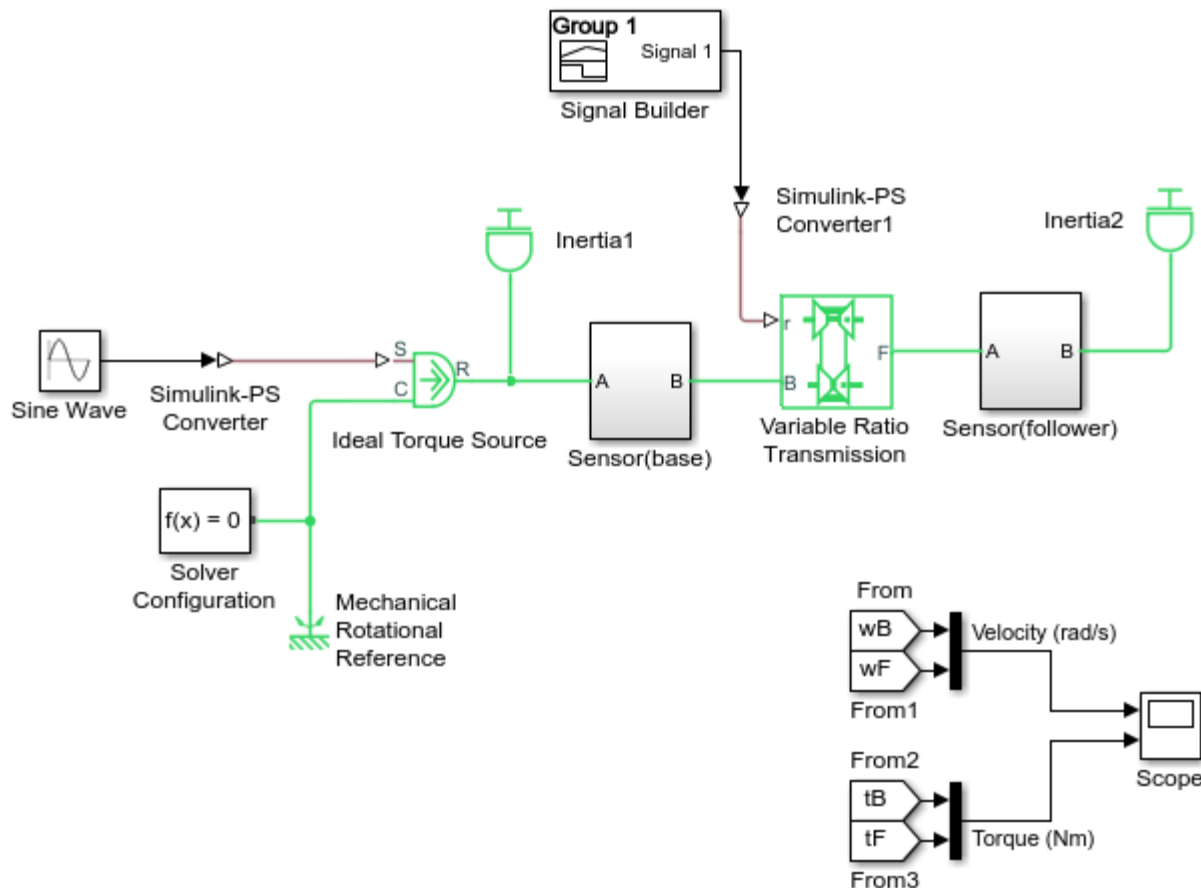 Group 1
Signal 1
Signal Builder
Simulink-PS
Converter1
Inertia1
Inertia2
r
B
F
Variable Ratio
Transmission
Sine Wave
Simulink-PS
Converter
S
C
R
Ideal Torque Source
A
B
Sensor(base)
A
B
Sensor(follower)
f(x) = 0
Solver
Configuration
Mechanical
Rotational
Reference
From
wB
Velocity (rad/s)
wF
From1
From2
tB
tF
Torque (Nm)
From3
Scope